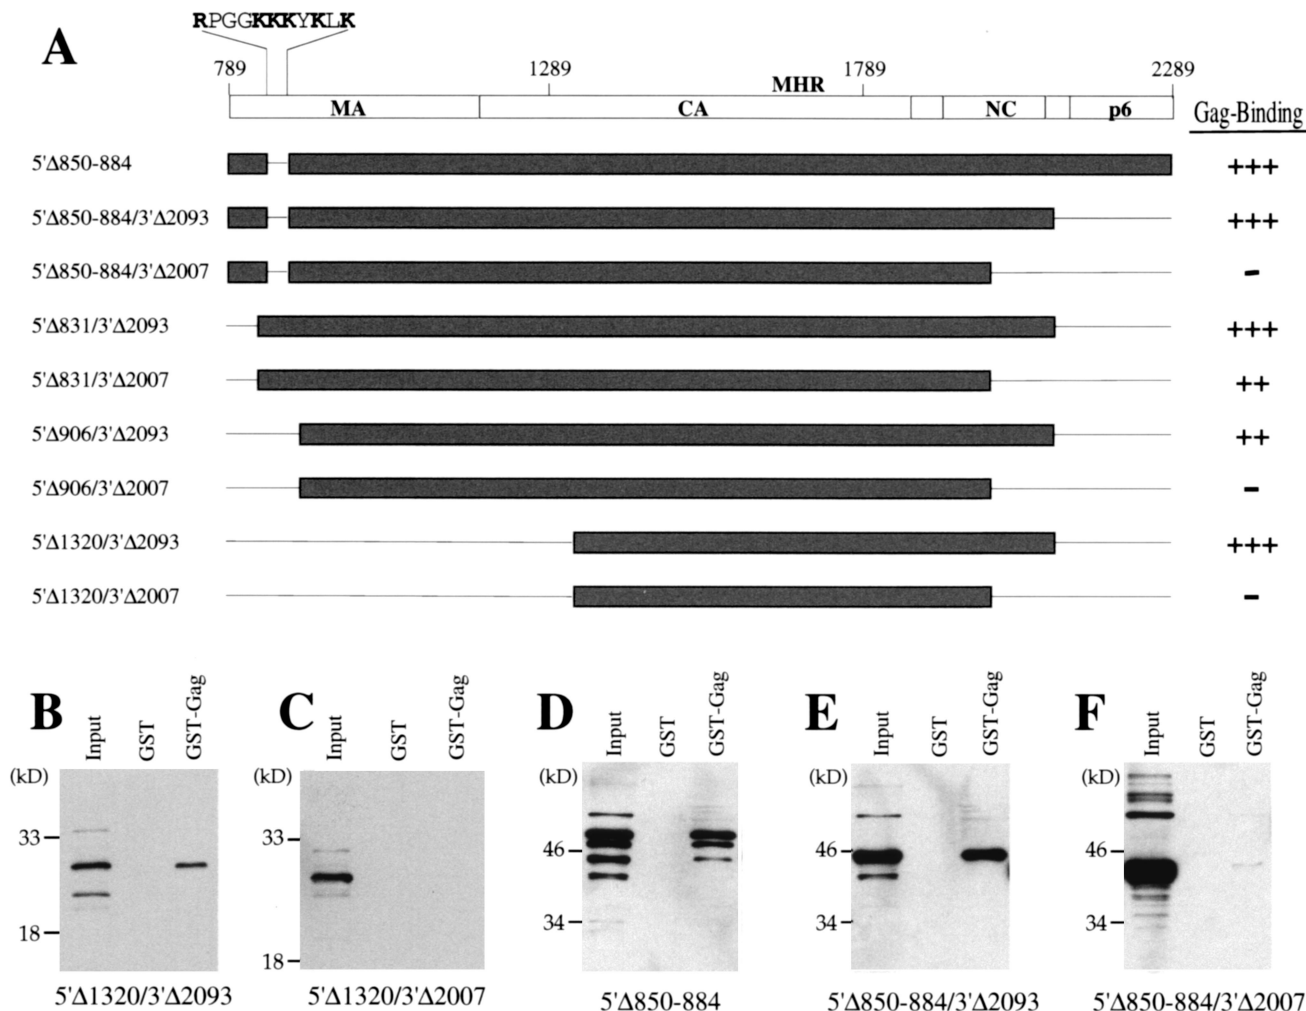 A
RPGGKKKYKLK
789 1289 1789 2289
MHR
MA CA NC p6 Gag-Binding
5'Δ850-884 +++
5'Δ850-884/3'Δ2093 +++
5'Δ850-884/3'Δ2007 -
5'Δ831/3'Δ2093 +++
5'Δ831/3'Δ2007 ++
5'Δ906/3'Δ2093 ++
5'Δ906/3'Δ2007 -
5'Δ1320/3'Δ2093 +++
5'Δ1320/3'Δ2007 -
B
Input GST GST-Gag
(kD)
33
18
5'Δ1320/3'Δ2093
C
Input GST GST-Gag
(kD)
33
18
5'Δ1320/3'Δ2007
D
Input GST GST-Gag
(kD)
46
34
5'Δ850-884
E
Input GST GST-Gag
(kD)
46
34
5'Δ850-884/3'Δ2093
F
Input GST GST-Gag
(kD)
46
34
5'Δ850-884/3'Δ2007